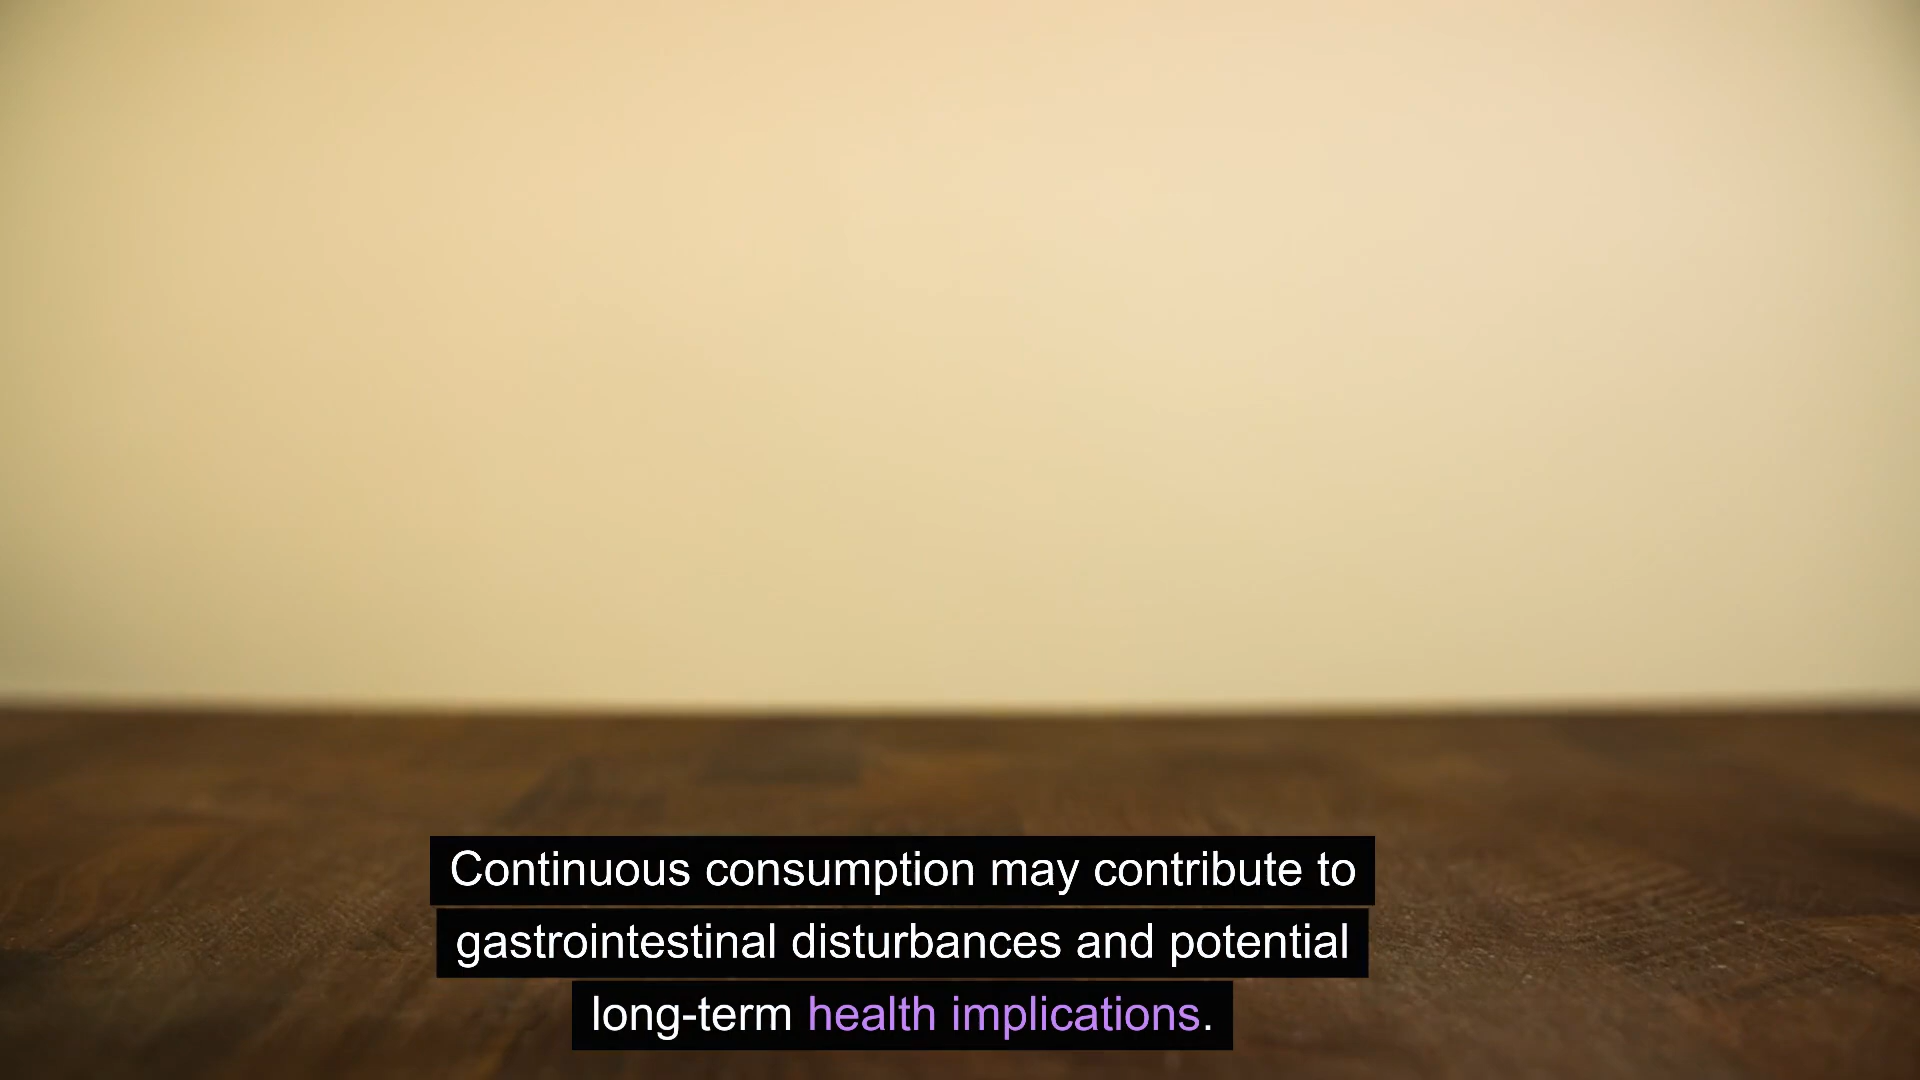 Continuous consumption may contribute to
gastrointestinal disturbances and potential
long-term health implications.